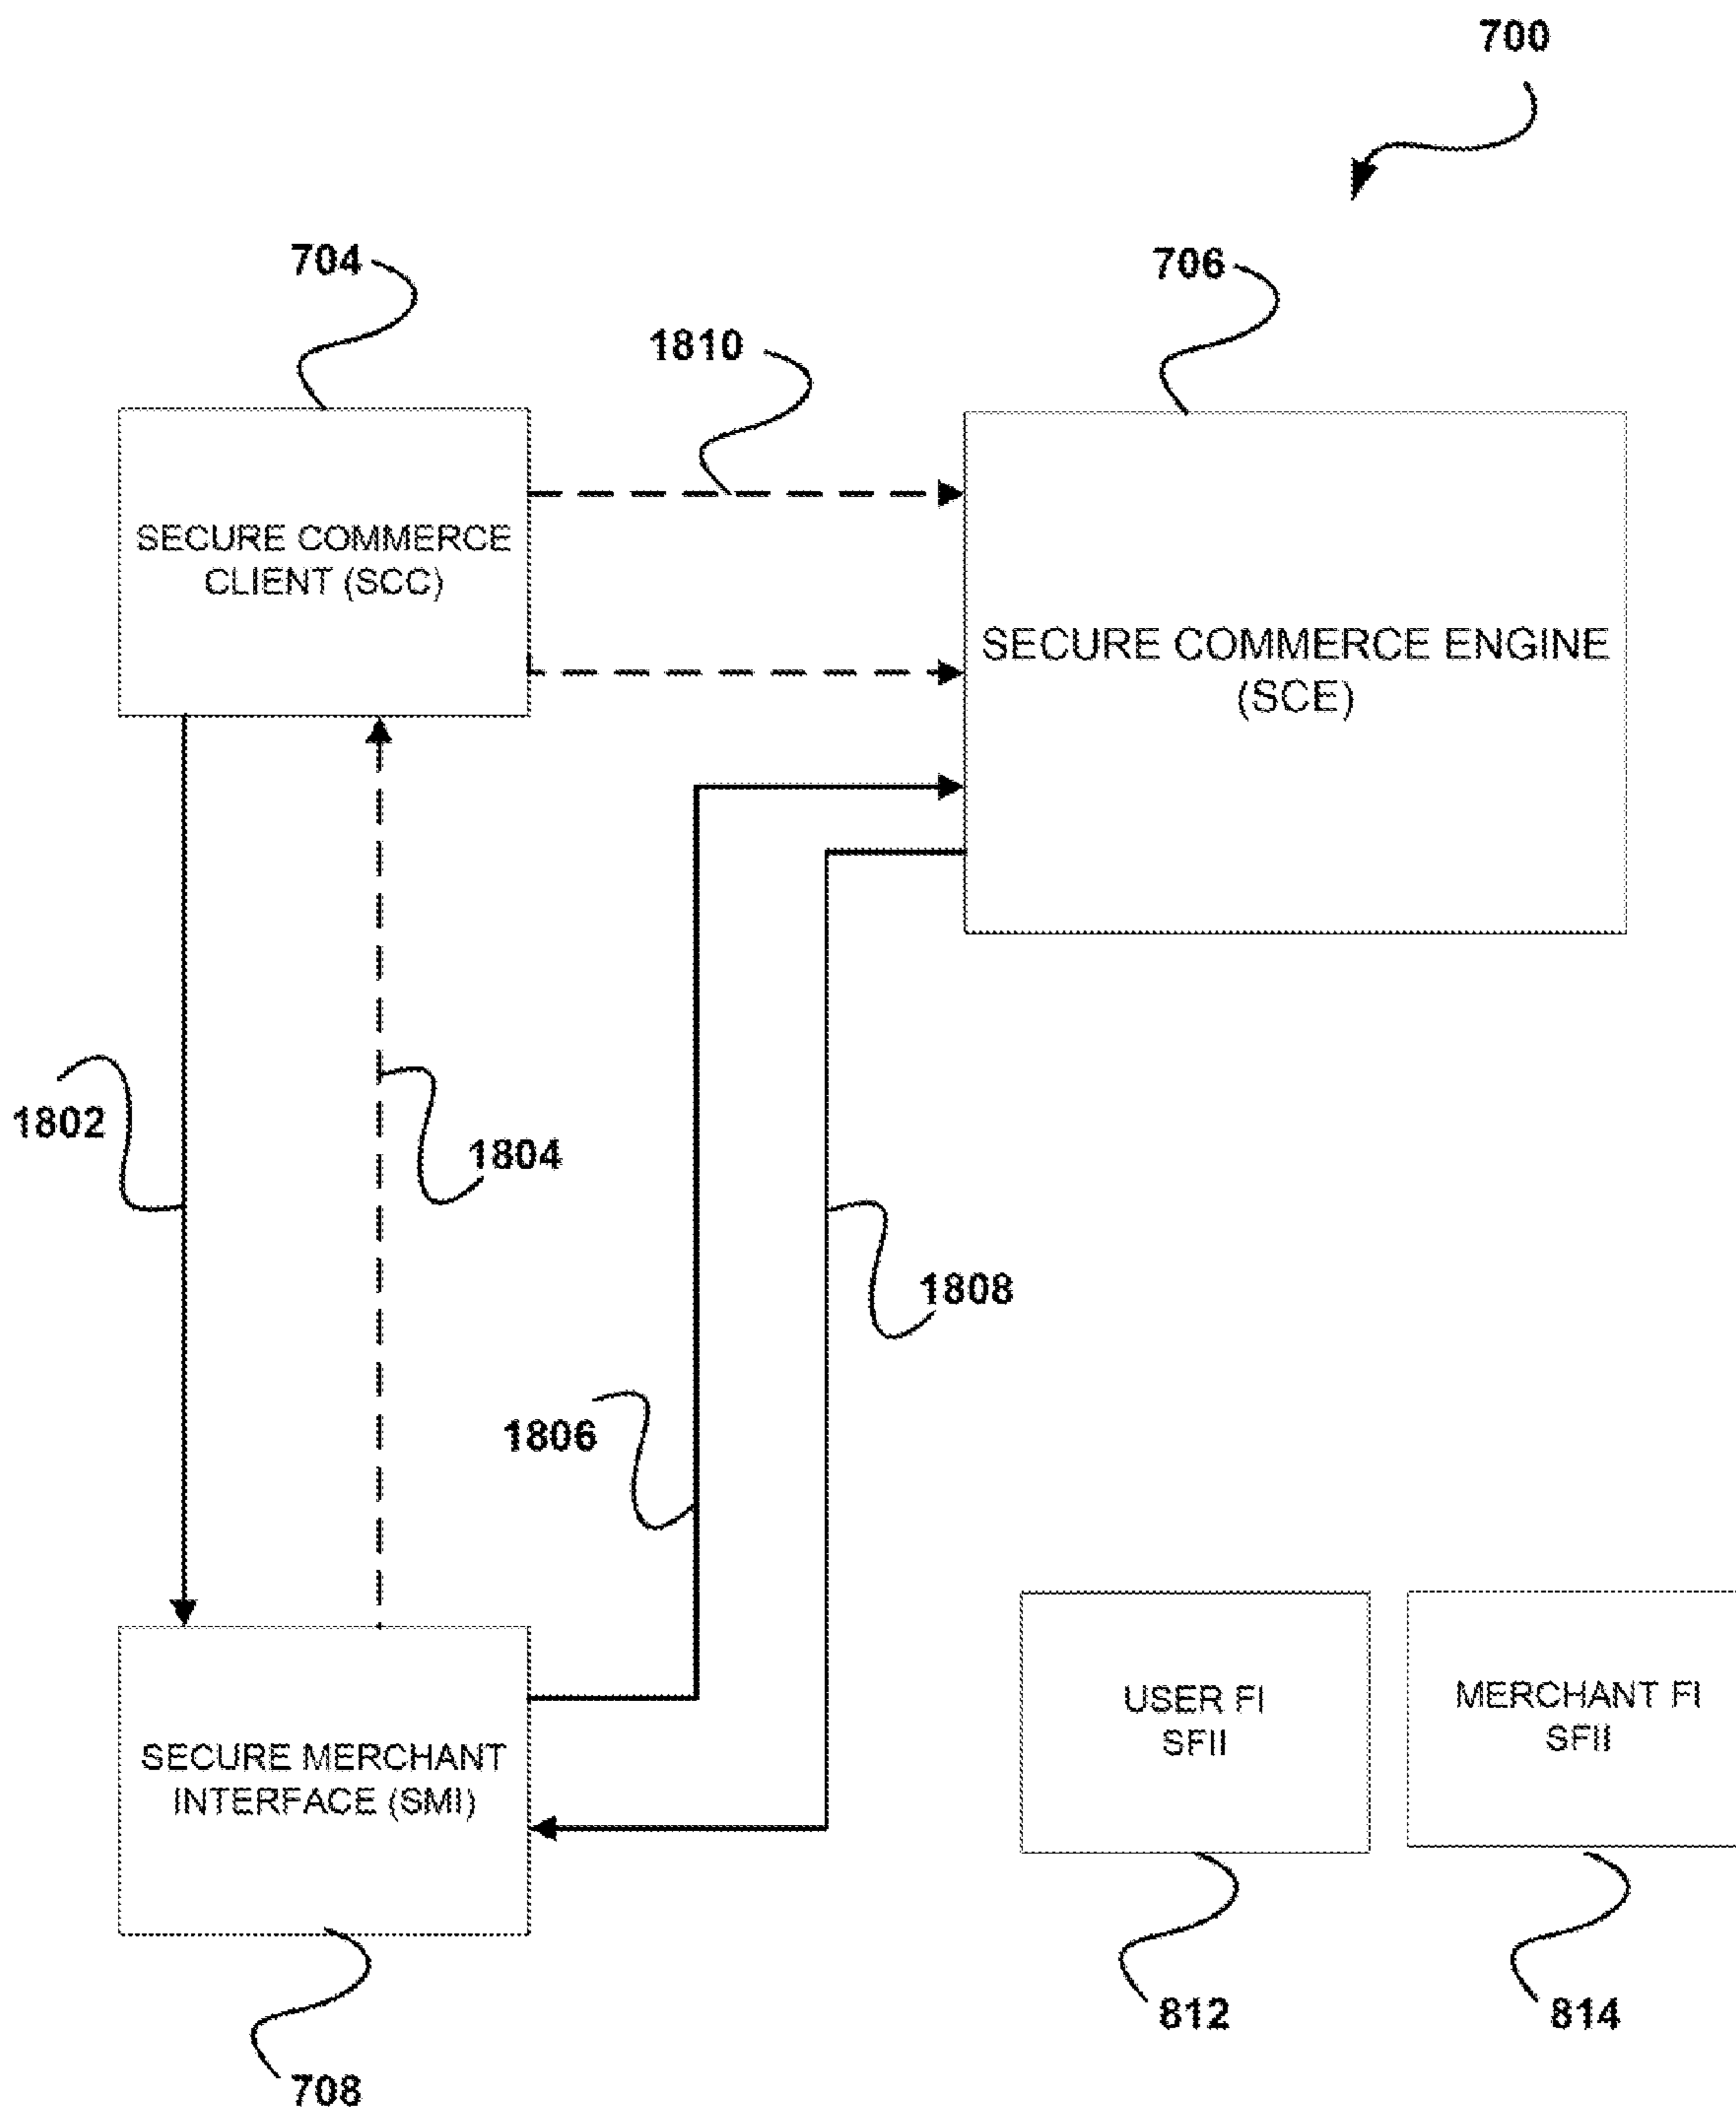 700
704
706
1810
SECURE COMMERCE
CLIENT (SCC)
SECURE COMMERCE ENGINE
(SCE)
1802
1804
1808
1806
USER FI
SFII
MERCHANT FI
SFII
SECURE MERCHANT
INTERFACE (SMI)
812
814
708